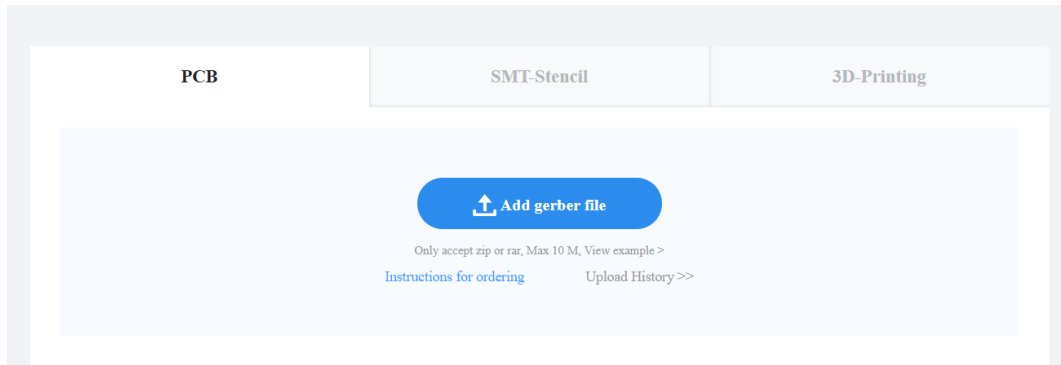 PCB SMT-Stencil 3D-Printing
Add gerber file
Only accept zip or rar, Max 10 M, View example >
Instructions for ordering Upload History >>